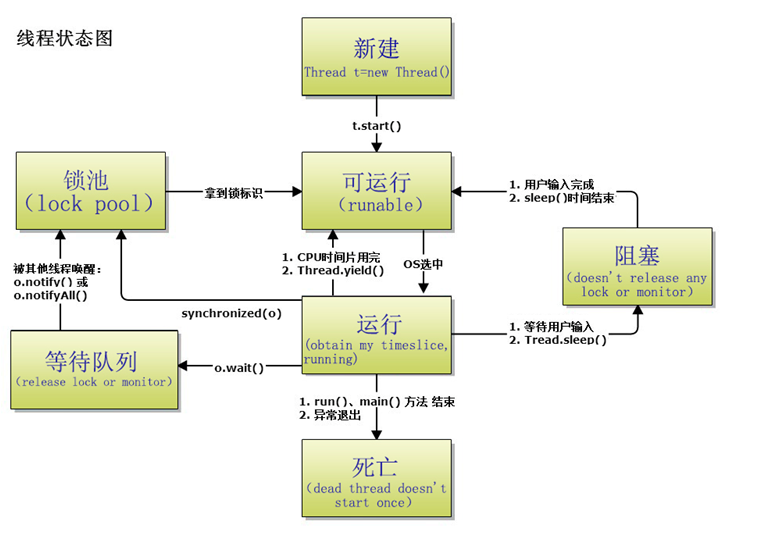 线程状态图
新建
Thread t=new Thread()
t.start()
锁池
(lock pool)
拿到锁标识
可运行
(runable)
1. 用户输入完成
2. sleep()时间结束
阻塞
(doesn't release any
lock or monitor)
被其他线程唤醒：
o.notify() 或
o.notifyAll()
1. CPU时间片用完
2. Thread.yield()
OS选中
synchronized(o)
运行
(obtain my timeslice,
running)
1. 等待用户输入
2. Tread.sleep()
等待队列
(release lock or monitor)
o.wait()
1. run()、main() 方法 结束
2. 异常退出
死亡
(dead thread doesn't
start once)